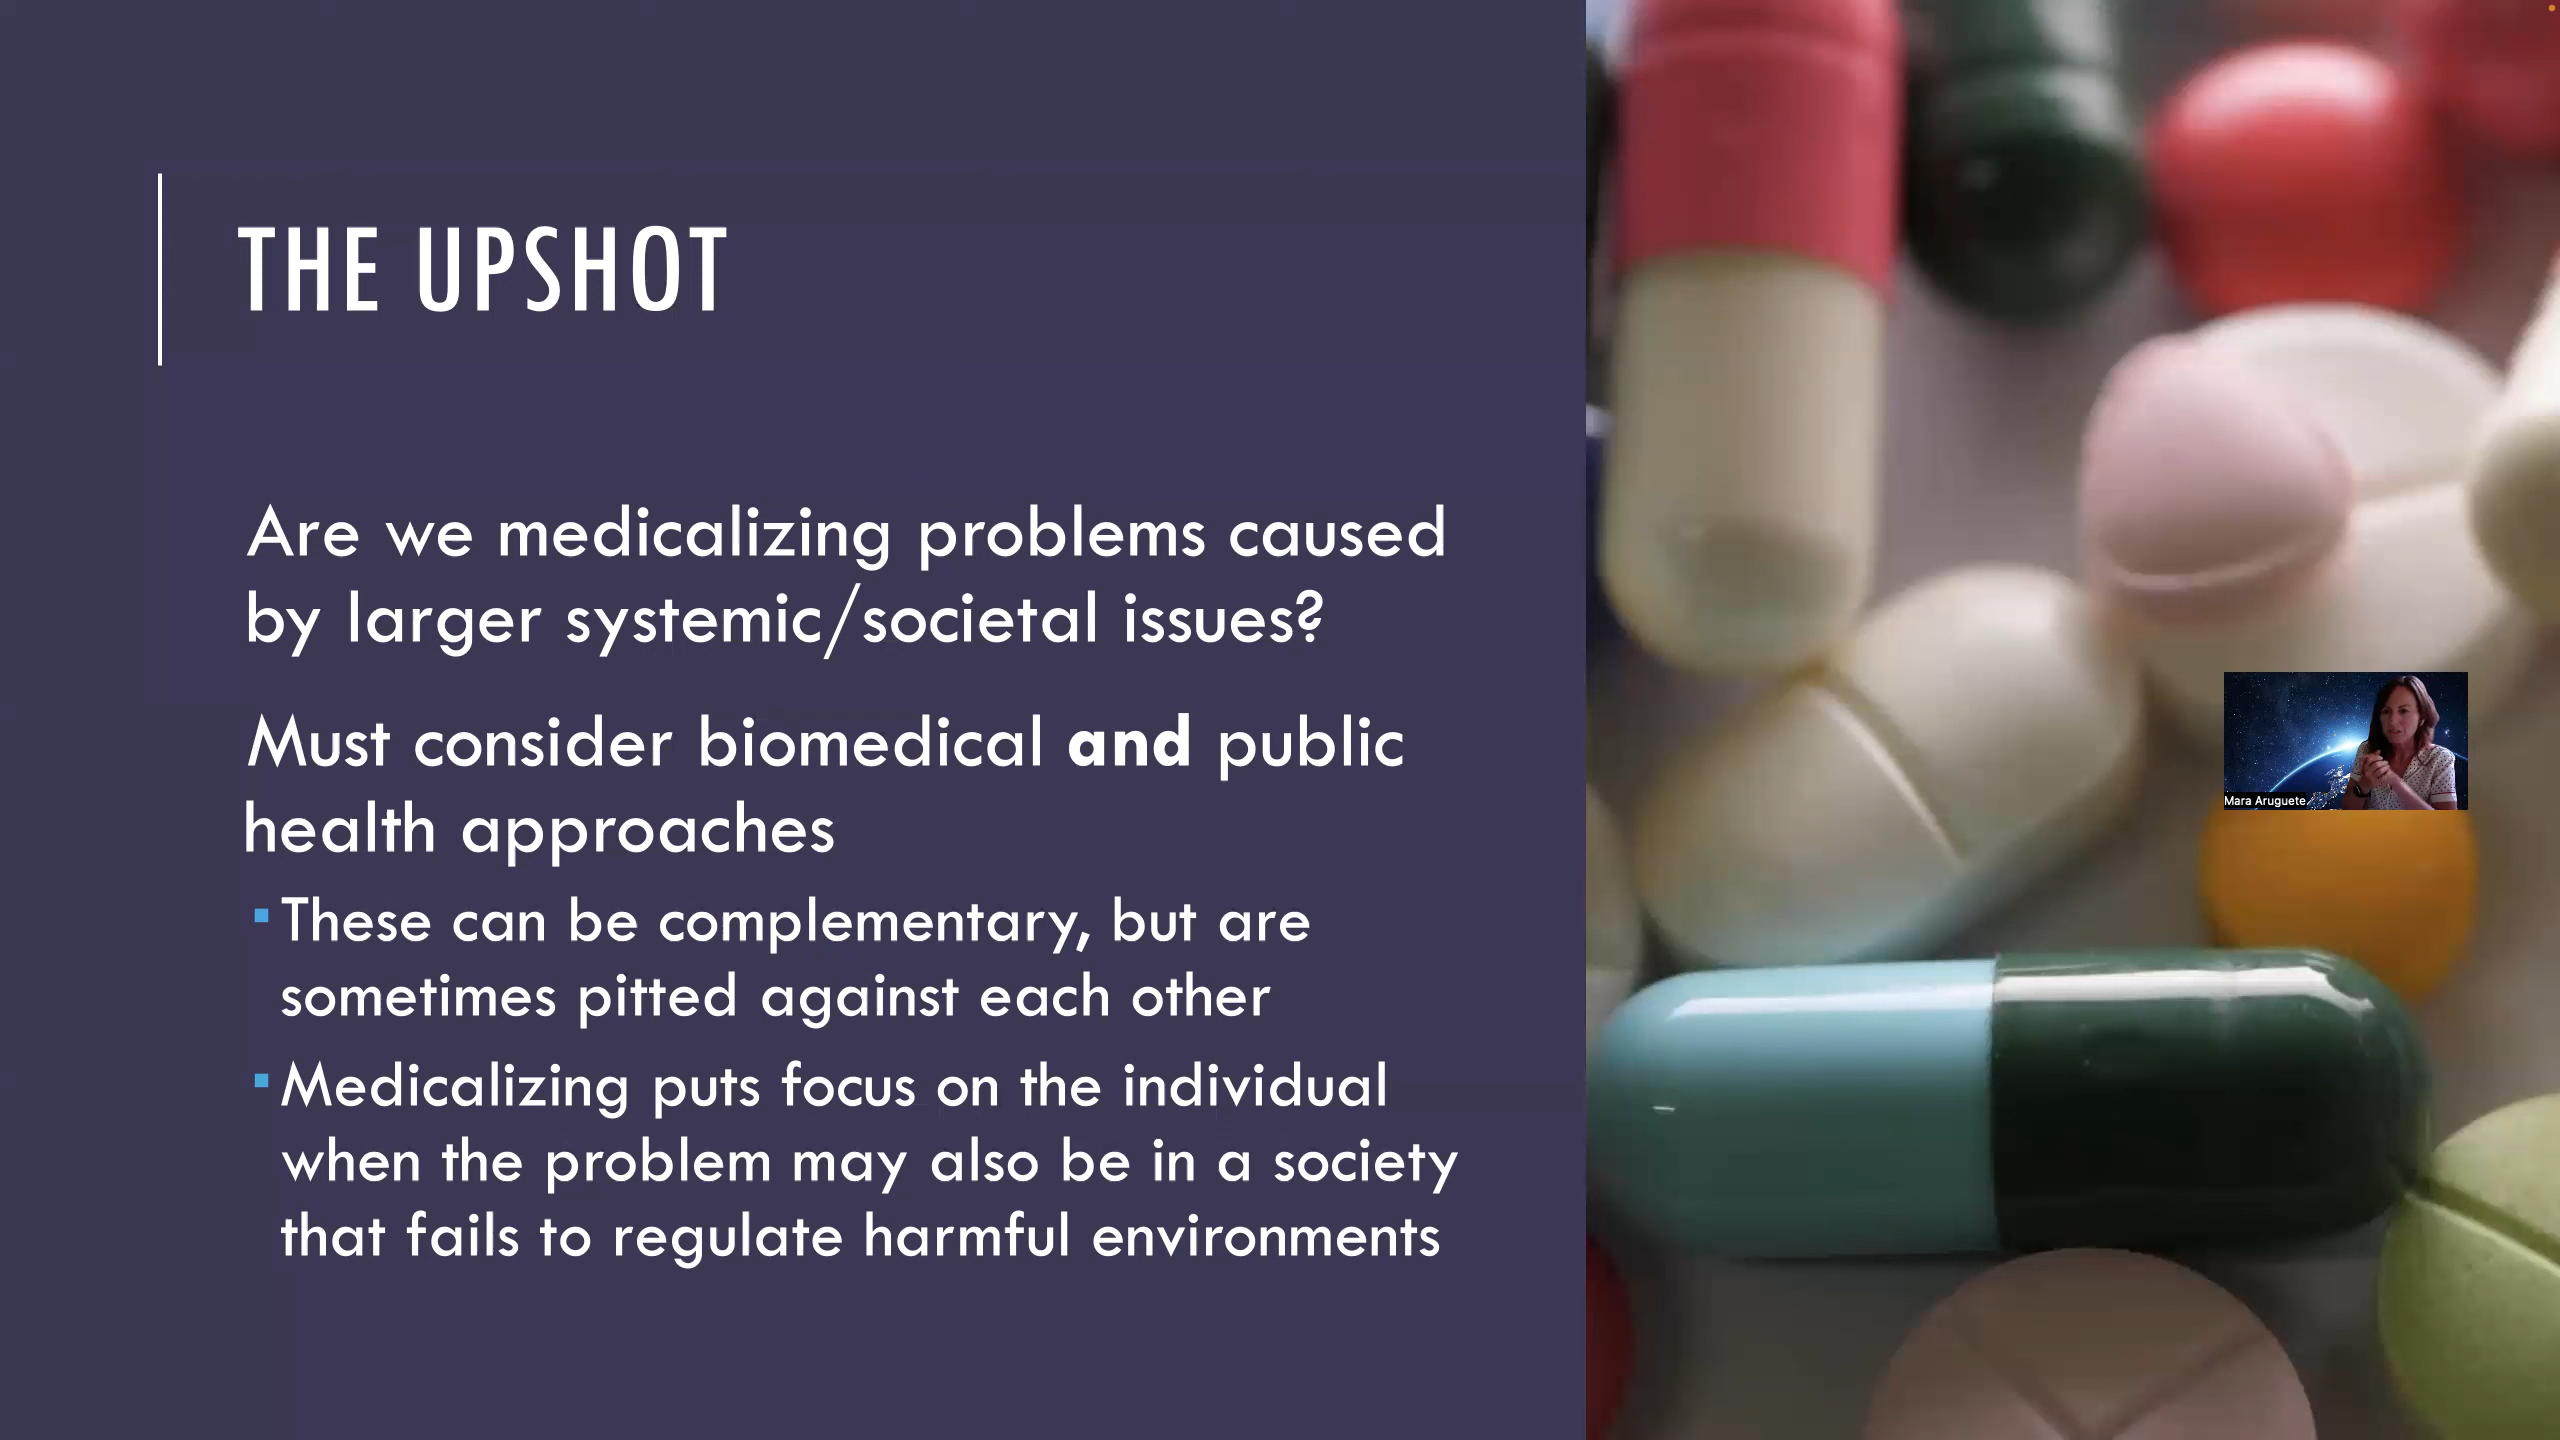 THE UPSHOT
Are we medicalizing problems caused
by larger systemic/societal issues?
Must consider biomedical and public
health approaches
▪ These can be complementary, but are
sometimes pitted against each other
▪ Medicalizing puts focus on the individual
when the problem may also be in a society
that fails to regulate harmful environments
Mara Aruguete